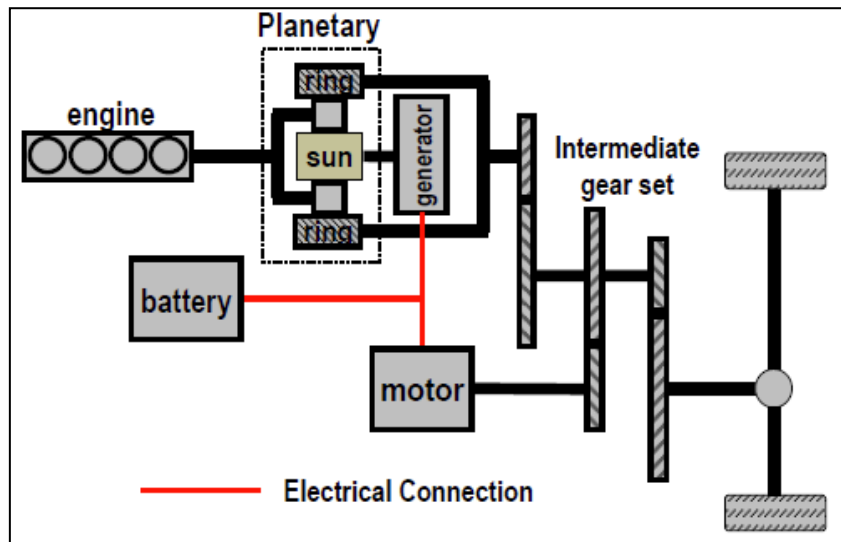 Planetary
engine
ring
sun
generator
ring
Intermediate
gear set
battery
motor
Electrical Connection